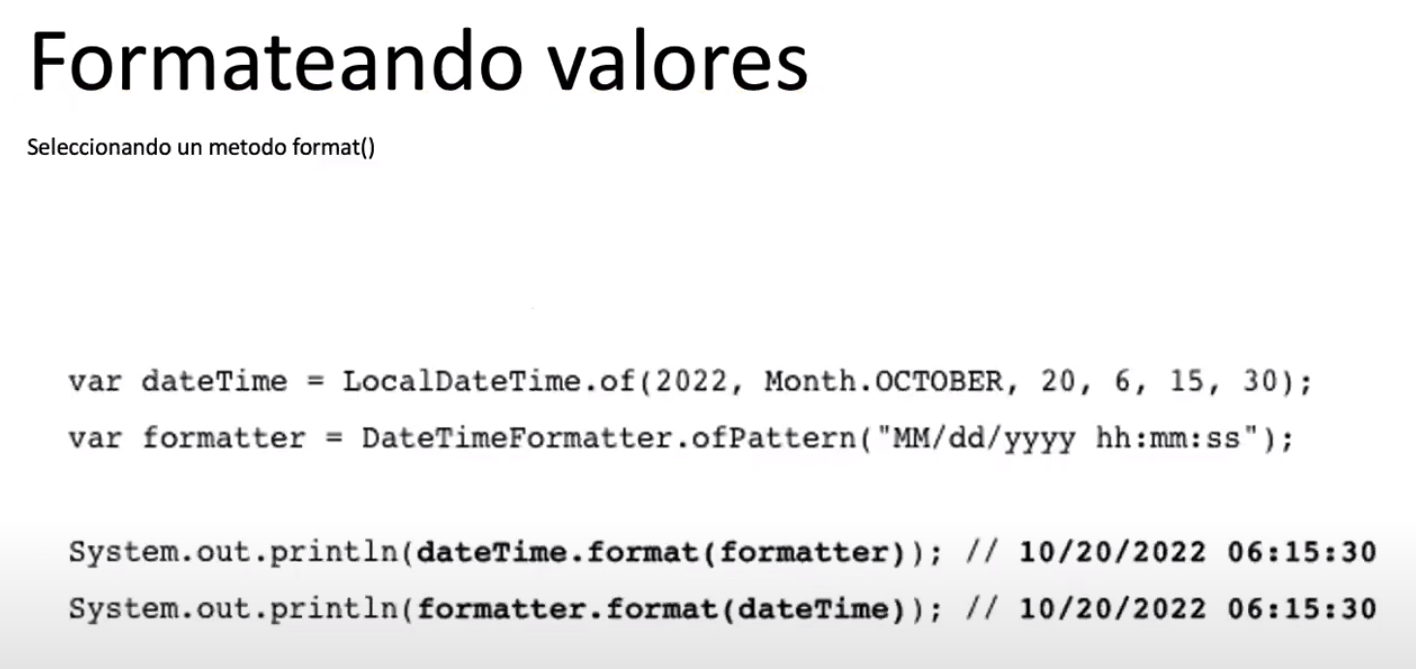 Formateando valores
Seleccionando un metodo format()
var dateTime = LocalDateTime.of(2022, Month.OCTOBER, 20, 6, 15, 30);
var formatter = DateTimeFormatter.ofPattern("MM/dd/yyyy hh:mm:ss");
System.out.println(dateTime.format(formatter)); // 10/20/2022 06:15:30
System.out.println(formatter.format(dateTime)); // 10/20/2022 06:15:30